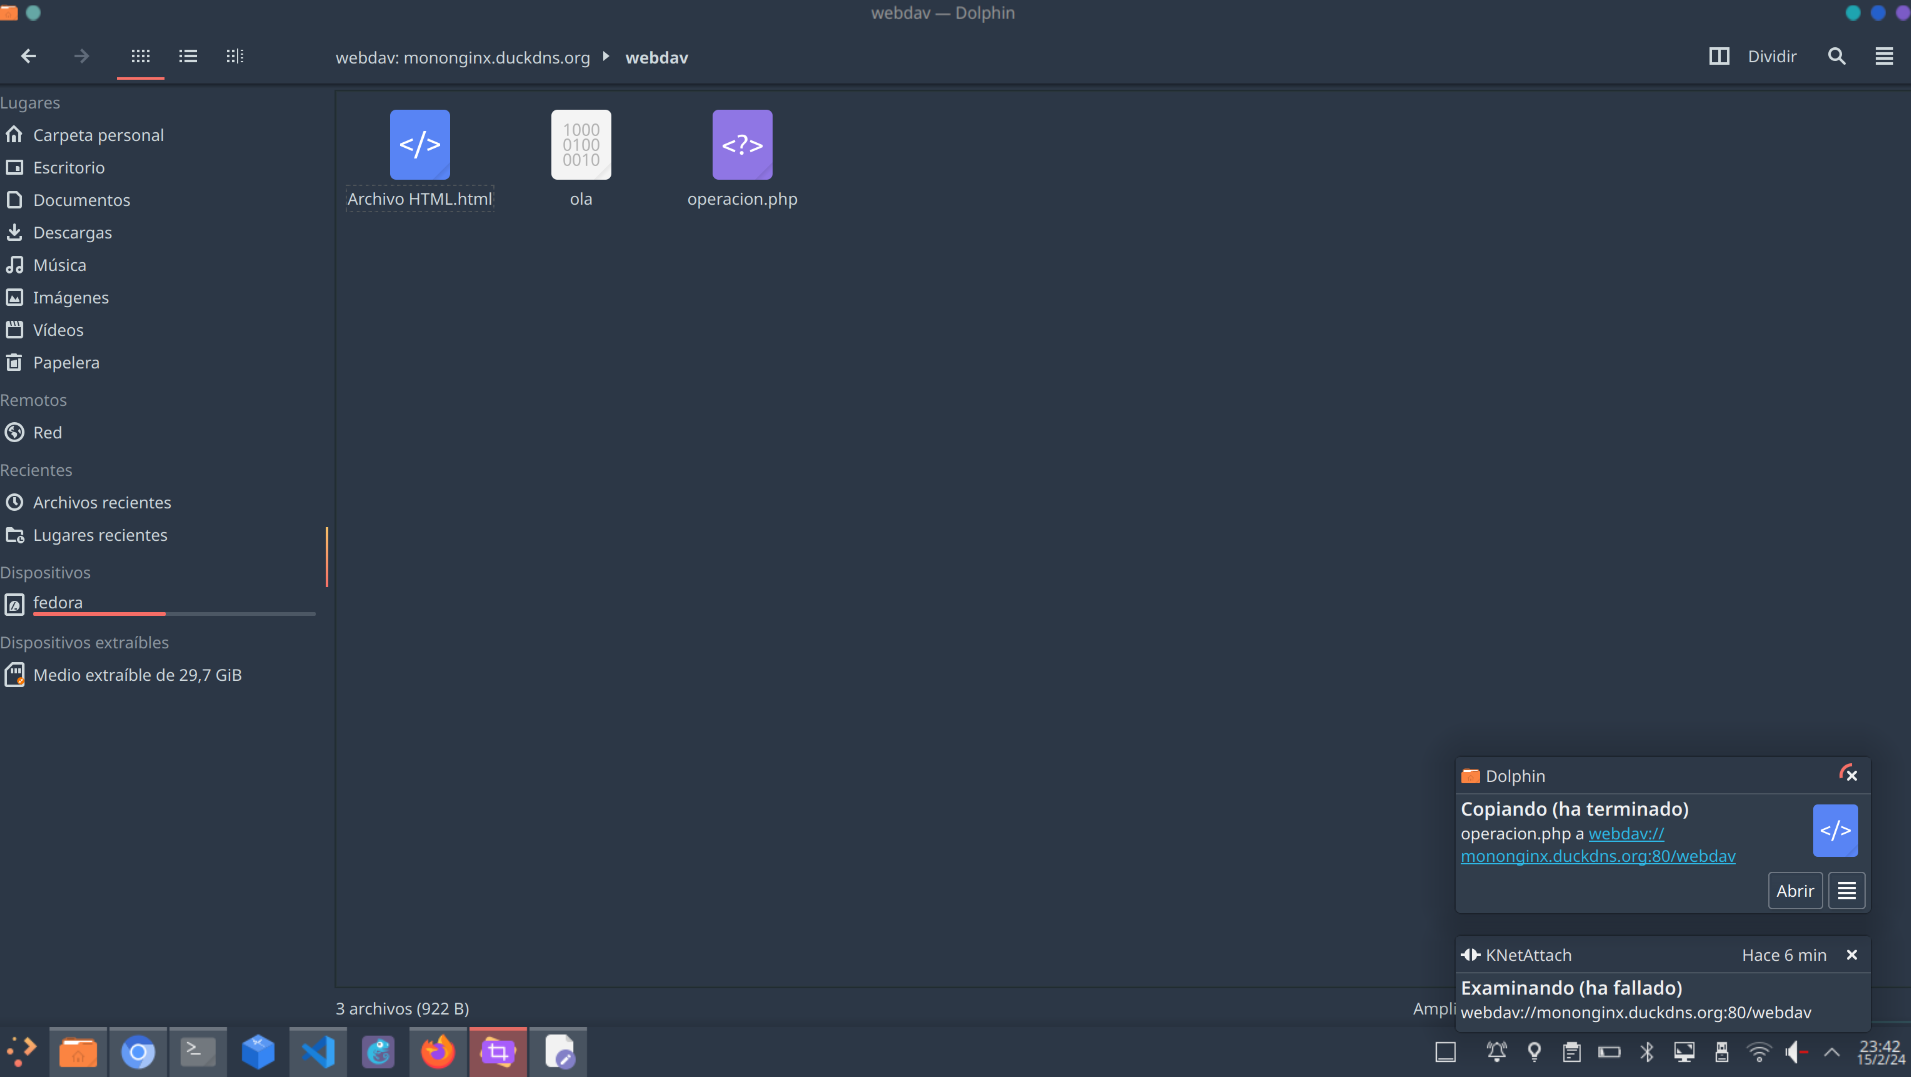 webdav — Dolphin
webdav: mononginx.duckdns.org webdav
Dividir
Lugares
Carpeta personal
Escritorio
Documentos
Descargas
Música
Imágenes
Vídeos
Papelera
Remotos
Red
Recientes
Archivos recientes
Lugares recientes
Dispositivos
fedora
Dispositivos extraíbles
Medio extraíble de 29,7 GiB
</>
1000
0100
0010
<?>
Archivo HTML.html
ola
operacion.php
Dolphin
Copiando (ha terminado)
operacion.php a webdav://
mononginx.duckdns.org:80/webdav
</>
Abrir
KNetAttach Hace 6 min
Examinando (ha fallado)
webdav://mononginx.duckdns.org:80/webdav
3 archivos (922 B)
Ampli
23:42
15/2/24